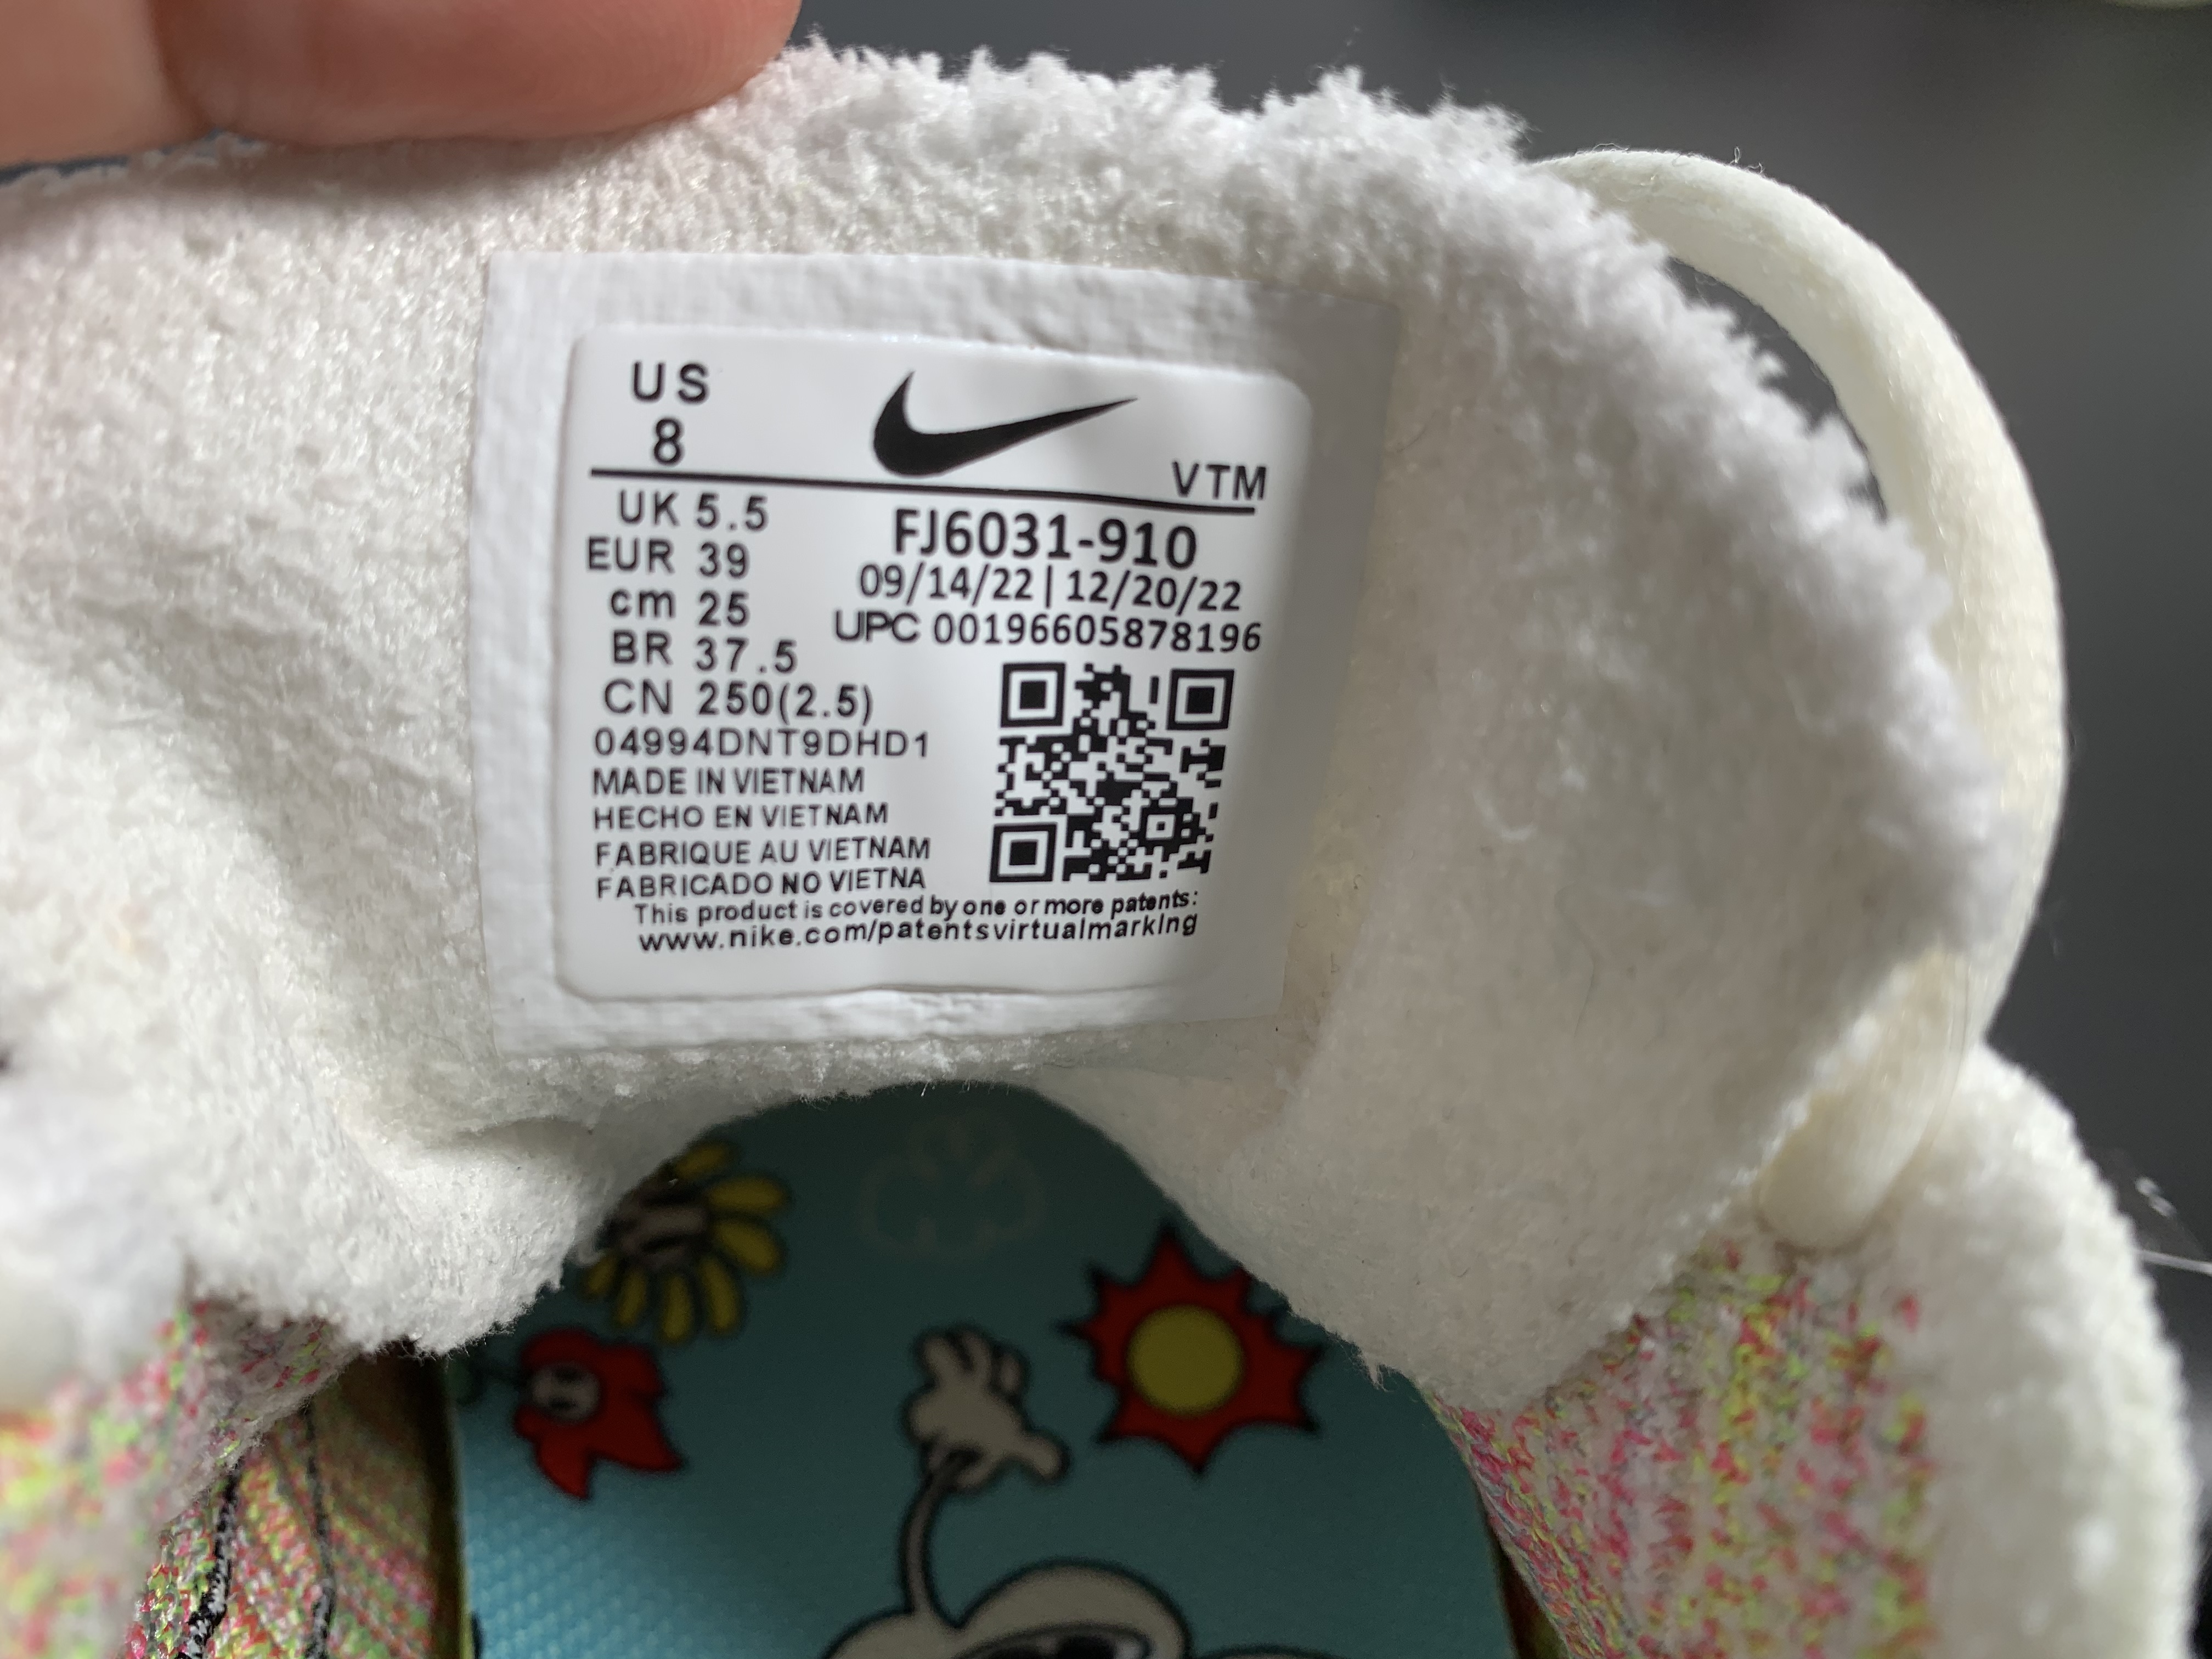 US
8
VTM
UK 5.5
EUR 39
cm 25
BR 37.5
CN 250(2.5)
FJ6031-910
09/14/22|12/20/22
UPC 00196605878196
04994DNT9DHD1
MADE IN VIETNAM
HECHO EN VIETNAM
FABRIQUE AU VIETNAM
FABRICADO NO VIETNA
This product is covered by one or more patents:
www.nike.com/patentsvirtualmarking